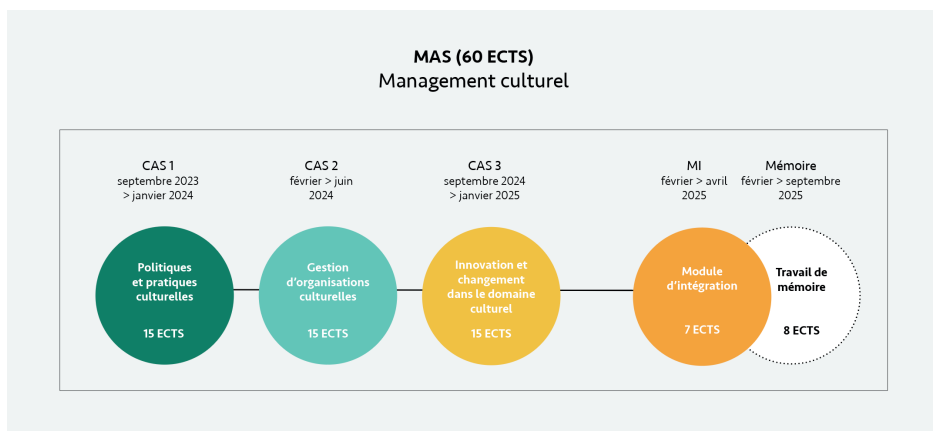 MAS (60 ECTS)
Management culturel
CAS 1
septembre 2023
> janvier 2024
CAS 2
février > juin
2024
CAS 3
septembre 2024
> janvier 2025
MI
février > avril
2025
Mémoire
février > septembre
2025
Politiques
et pratiques
culturelles
15 ECTS
Gestion
d'organisations
culturelles
15 ECTS
Innovation et
changement
dans le domaine
culturel
15 ECTS
Module
d'intégration
7 ECTS
Travail de
mémoire
8 ECTS